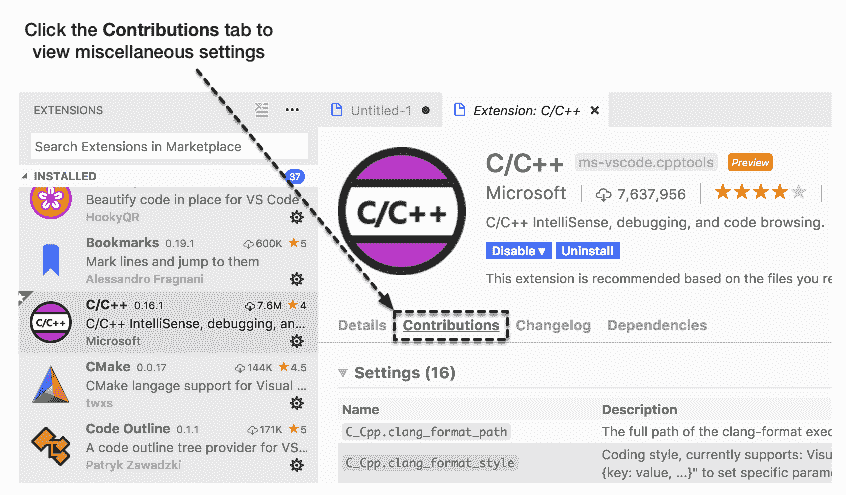 Click the Contributions tab to
view miscellaneous settings
EXTENSIONS
Search Extensions in Marketplace
INSTALLED
37
Beautify code in place for VS Code
HookyQR
Bookmarks 0.19.1 600K ★5
Mark lines and jump to them
Alessandro Fragnani
C/C++
C/C++ 0.16.1 7.6M ★4
C/C++ IntelliSense, debugging, an...
Microsoft
CMake 0.0.17 144K ★4.5
CMake langage support for Visual ...
twxs
Code Outline 0.1.1 171K ★5
A code outline tree provider for VS...
Patryk Zawadzki
Untitled-1
Extension: C/C++
C/C++
C/C++ ms-vscode.cpptools Preview
Microsoft 7,637,956
C/C++ IntelliSense, debugging, and code browsing.
Disable Uninstall
This extension is recommended based on the files you re
Details Contributions Changelog Dependencies
Settings (16)
Name Description
C_Cpp.clang_format_path The full path of the clang-format exec
C_Cpp.clang_format_style Coding style, currently supports: Visu
{key: value, ...}" to set specific parame